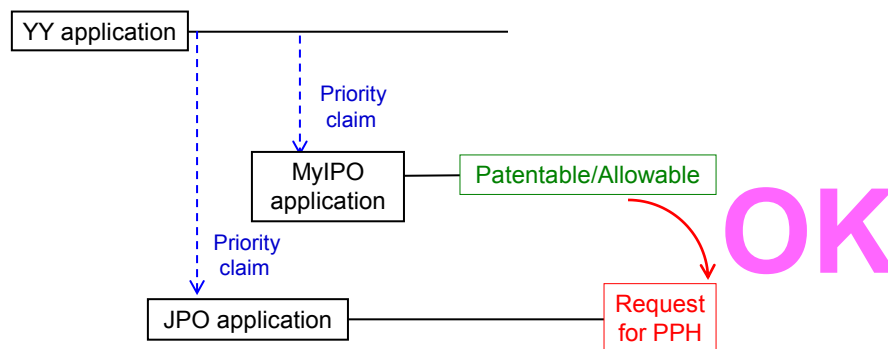 YY application
Priority
claim
MyIPO
application
Patentable/Allowable
OK
Priority
claim
JPO application
Request
for PPH